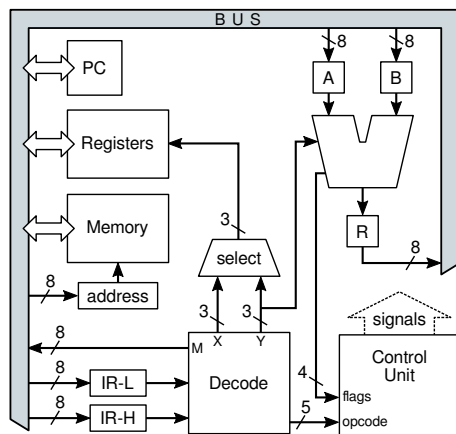 BUS
8
8
PC
A
B
Registers
Memory
3
R
8
select
8
address
3
3
signals
8
X
Y
M
Control
Unit
8
IR-L
Decode
4
flags
8
IR-H
5
opcode